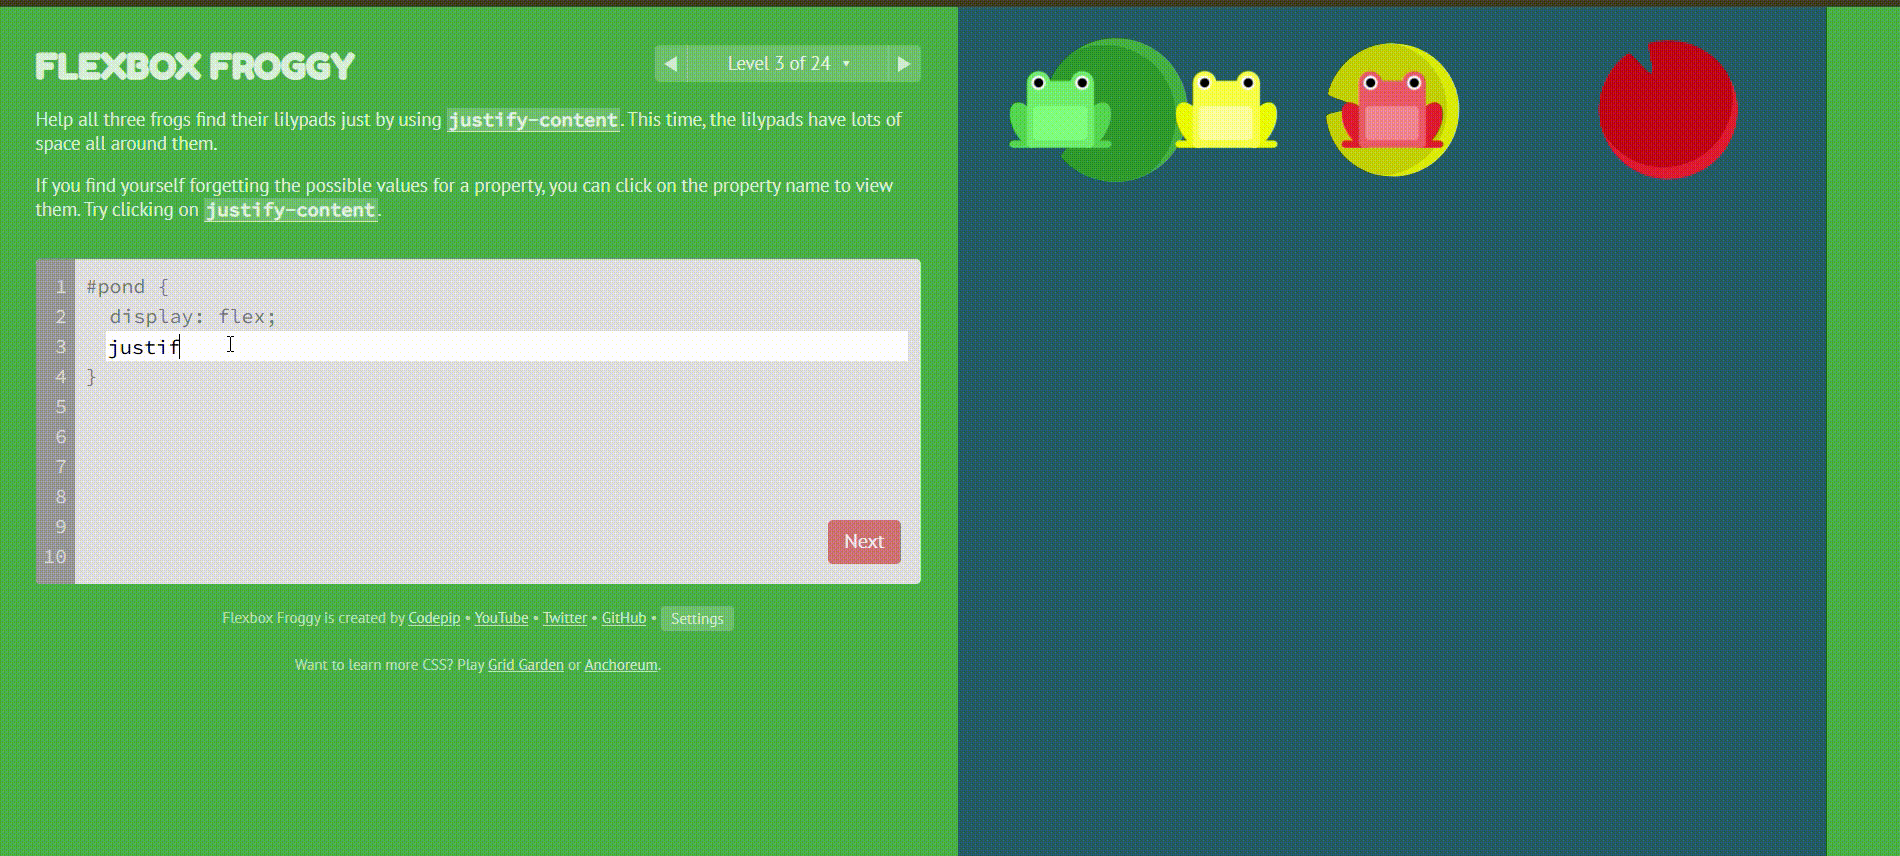 FLEXBOX FROGGY
◀ Level 3 of 24 ▼ ▶
Help all three frogs find their lilypads just by using justify-content. This time, the lilypads have lots of
space all around them.
If you find yourself forgetting the possible values for a property, you can click on the property name to view
them. Try clicking on justify-content.
1 #pond {
2 display: flex;
3 justif
4 }
5
6
7
8
9
10
Next
Flexbox Froggy is created by Codepip • YouTube • Twitter • GitHub • Settings
Want to learn more CSS? Play Grid Garden or Anchoreum.